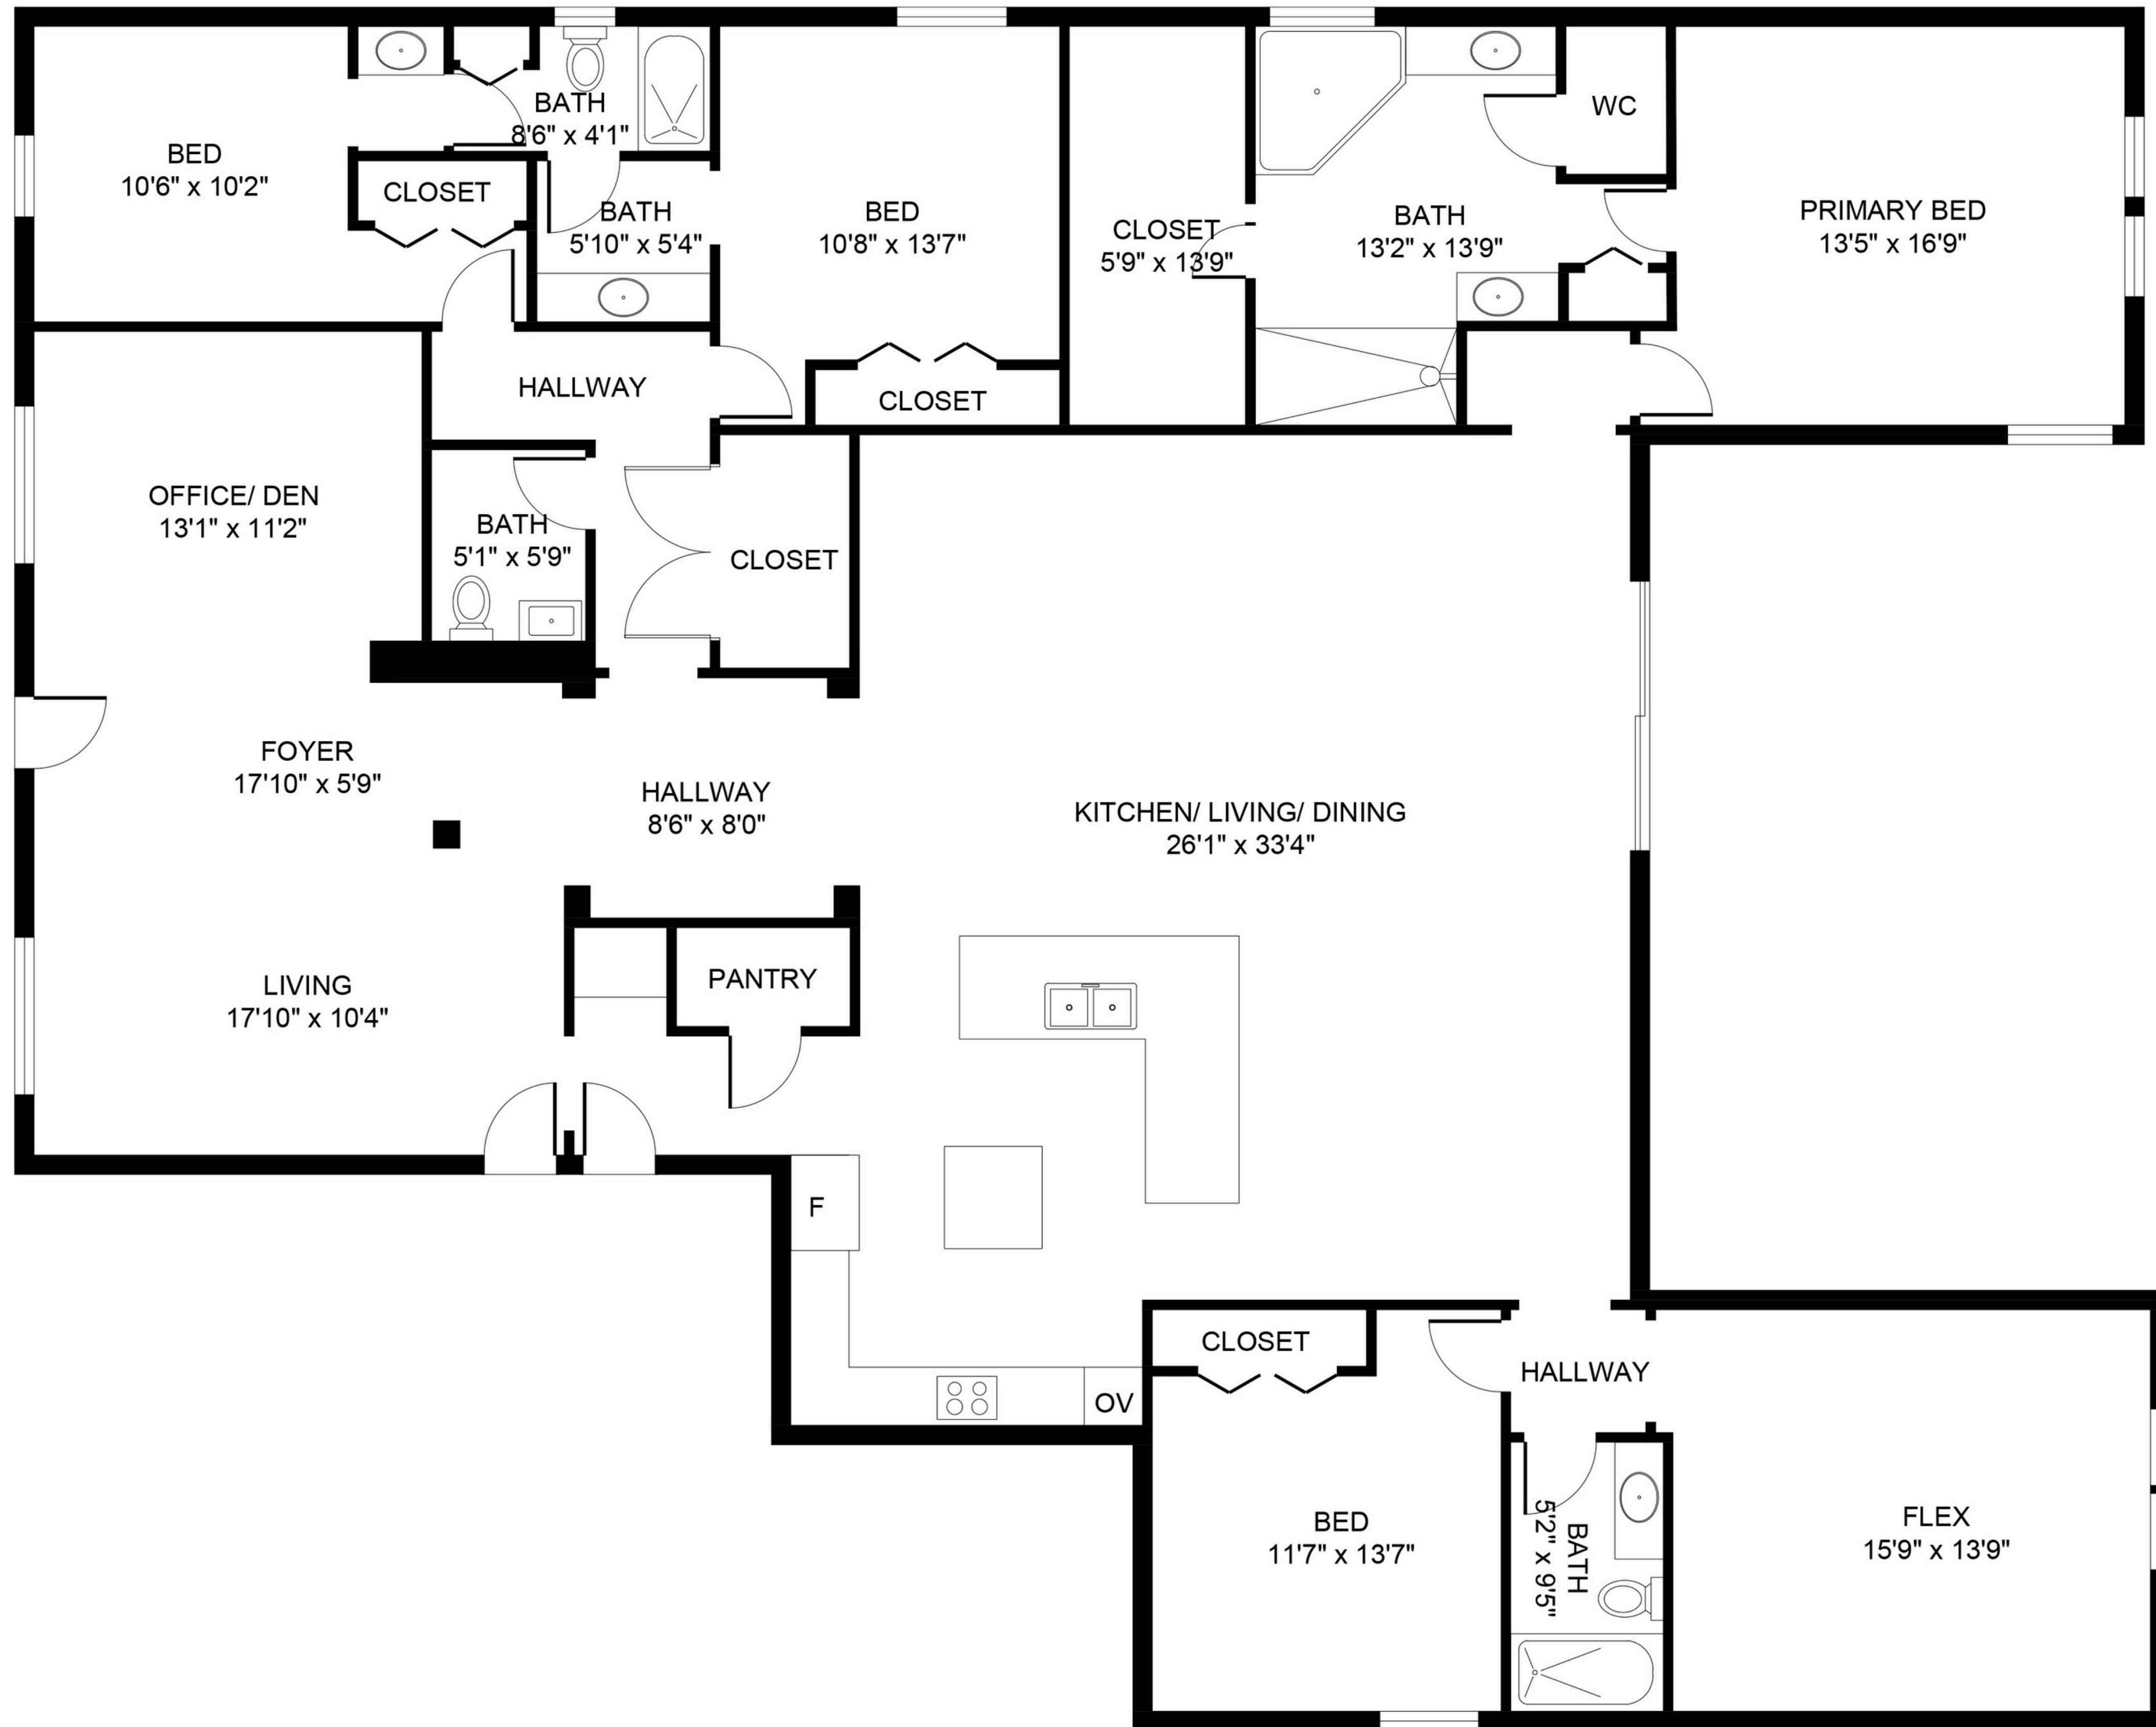 BATH
8'6" x 4'1"
WC
BED
10'6" x 10'2"
CLOSET
BATH
5'10" x 5'4"
BED
10'8" x 13'7"
CLOSET
5'9" x 13'9"
BATH
13'2" x 13'9"
PRIMARY BED
13'5" x 16'9"
HALLWAY
CLOSET
OFFICE/ DEN
13'1" x 11'2"
BATH
5'1" x 5'9"
CLOSET
FOYER
17'10" x 5'9"
HALLWAY
8'6" x 8'0"
KITCHEN/ LIVING/ DINING
26'1" x 33'4"
LIVING
17'10" x 10'4"
PANTRY
F
OV
CLOSET
HALLWAY
BED
11'7" x 13'7"
BATH
5'2" x 9'5"
FLEX
15'9" x 13'9"